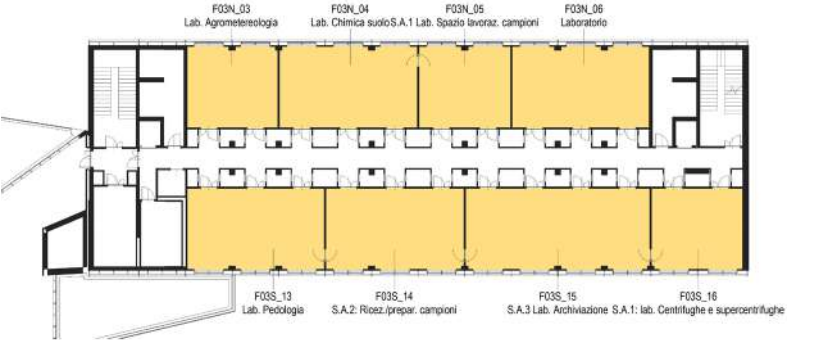 F03N_03 F03N_04 F03N_05 F03N_06
Lab. Agrometereologia Lab. Chimica suolo S.A.1 Lab. Spazio lavoraz. campioni Laboratorio
F03S_13 F03S_14 F03S_15 F03S_16
Lab. Pedologia S.A.2: Ricez./prepar. campioni S.A.3 Lab. Archiviazione S.A.1: lab. Centrifughe e supercentrifughe